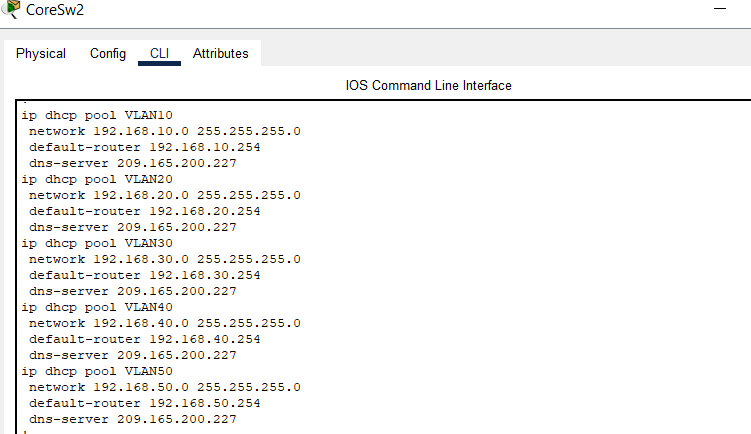 CoreSw2
Physical Config CLI Attributes
IOS Command Line Interface
ip dhcp pool VLAN10
network 192.168.10.0 255.255.255.0
default-router 192.168.10.254
dns-server 209.165.200.227
ip dhcp pool VLAN20
network 192.168.20.0 255.255.255.0
default-router 192.168.20.254
dns-server 209.165.200.227
ip dhcp pool VLAN30
network 192.168.30.0 255.255.255.0
default-router 192.168.30.254
dns-server 209.165.200.227
ip dhcp pool VLAN40
network 192.168.40.0 255.255.255.0
default-router 192.168.40.254
dns-server 209.165.200.227
ip dhcp pool VLAN50
network 192.168.50.0 255.255.255.0
default-router 192.168.50.254
dns-server 209.165.200.227